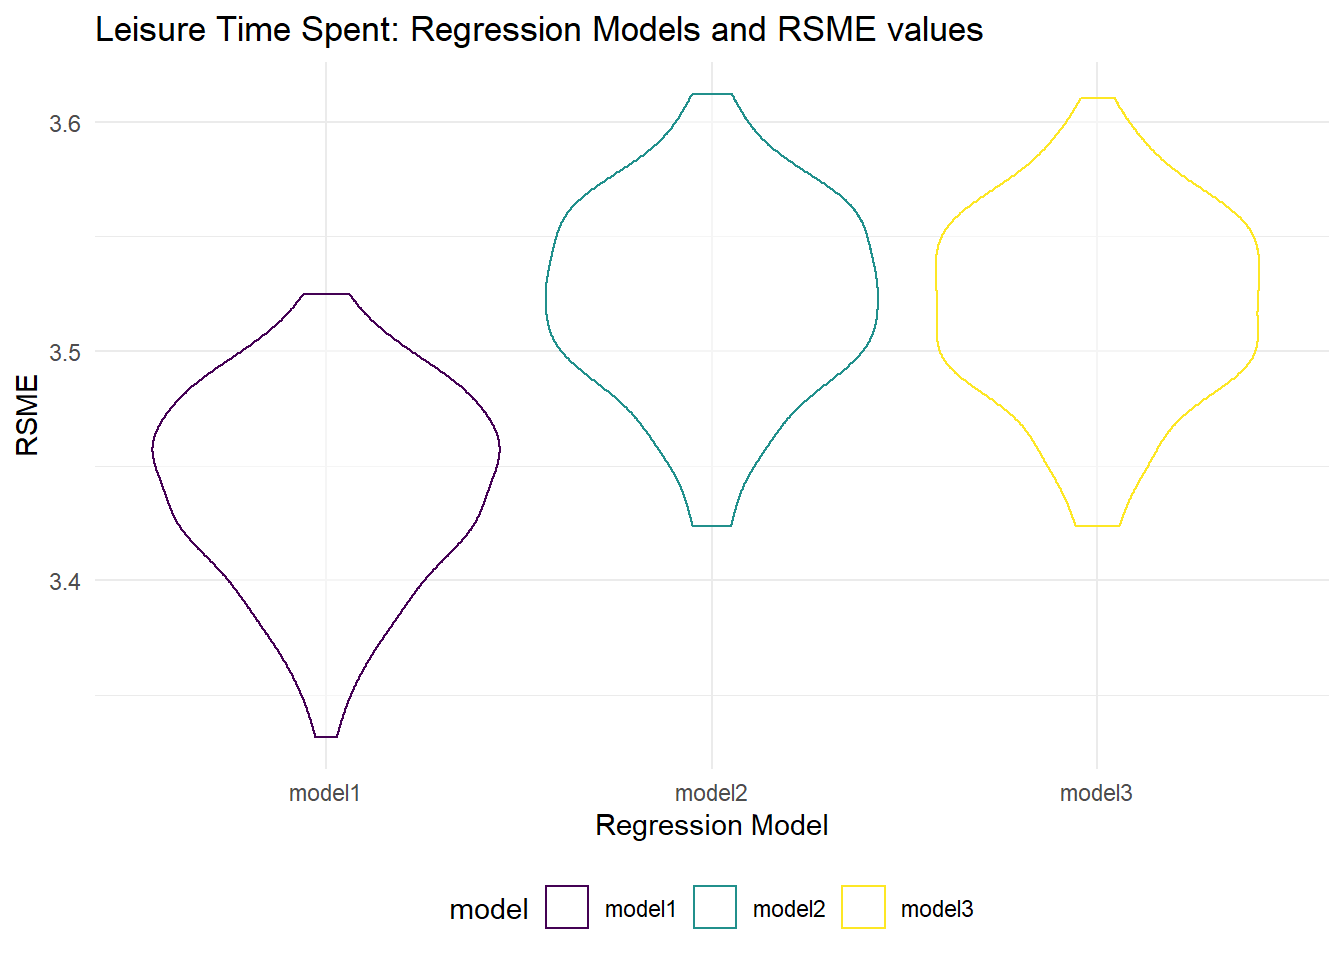 Leisure Time Spent: Regression Models and RSME values
3.6
3.5
3.4
RSME
model1 model2 model3
Regression Model
model model1 model2 model3